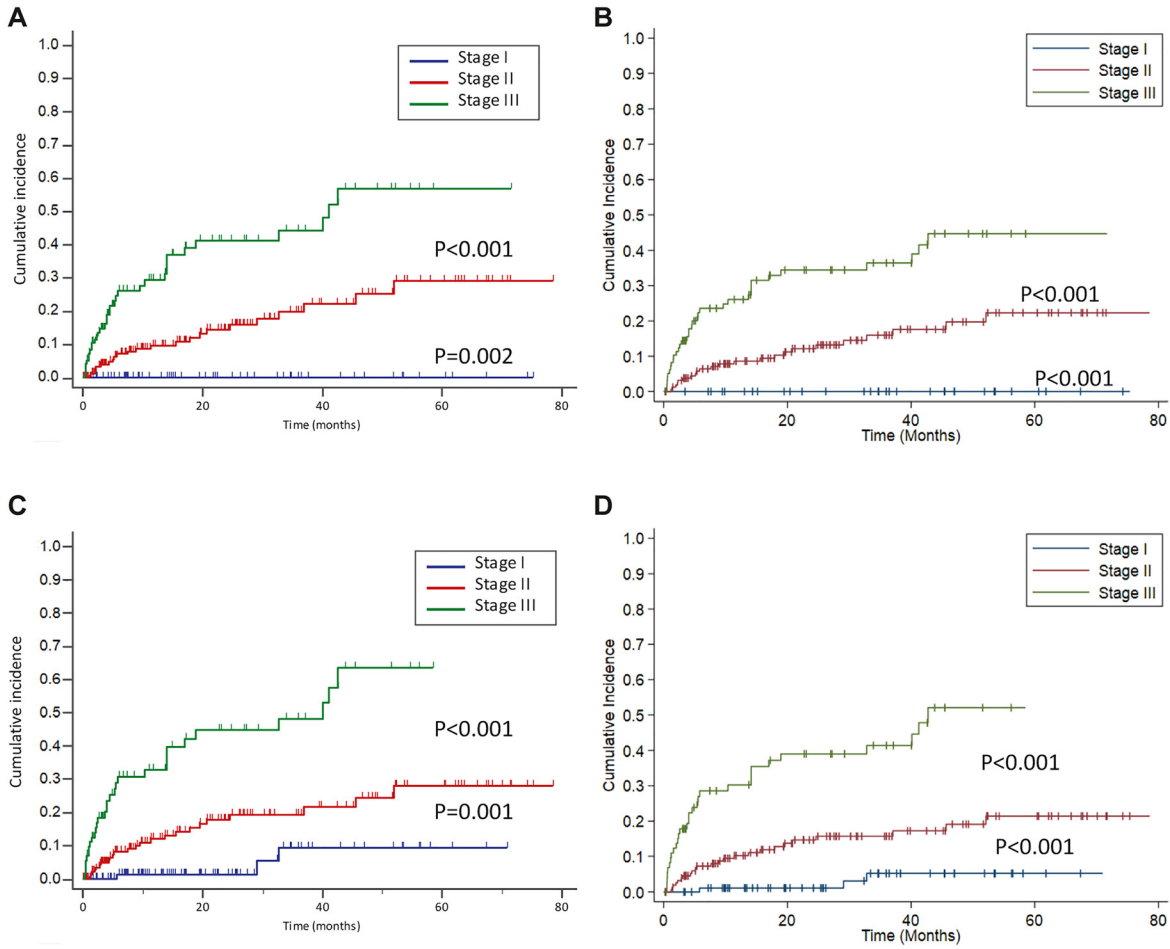 A
1.0
0.9
0.8
0.7
0.6
0.5
0.4
0.3
0.2
0.1
0.0
Cumulative incidence
Stage I
Stage II
Stage III
P<0.001
P=0.002
0 20 40 60 80
Time (months)
B
1.0
0.9
0.8
0.7
0.6
0.5
0.4
0.3
0.2
0.1
0.0
Cumulative Incidence
Stage I
Stage II
Stage III
P<0.001
P<0.001
0 20 40 60 80
Time (Months)
C
1.0
0.9
0.8
0.7
0.6
0.5
0.4
0.3
0.2
0.1
0.0
Cumulative incidence
Stage I
Stage II
Stage III
P<0.001
P=0.001
0 20 40 60 80
Time (months)
D
1.0
0.9
0.8
0.7
0.6
0.5
0.4
0.3
0.2
0.1
0.0
Cumulative Incidence
Stage I
Stage II
Stage III
P<0.001
P<0.001
0 20 40 60 80
Time (Months)